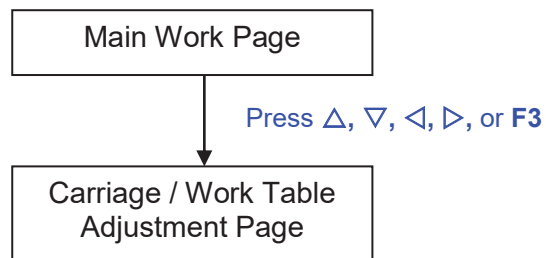 Main Work Page
Press △, ▽, ◁, ▷, or F3
Carriage / Work Table
Adjustment Page